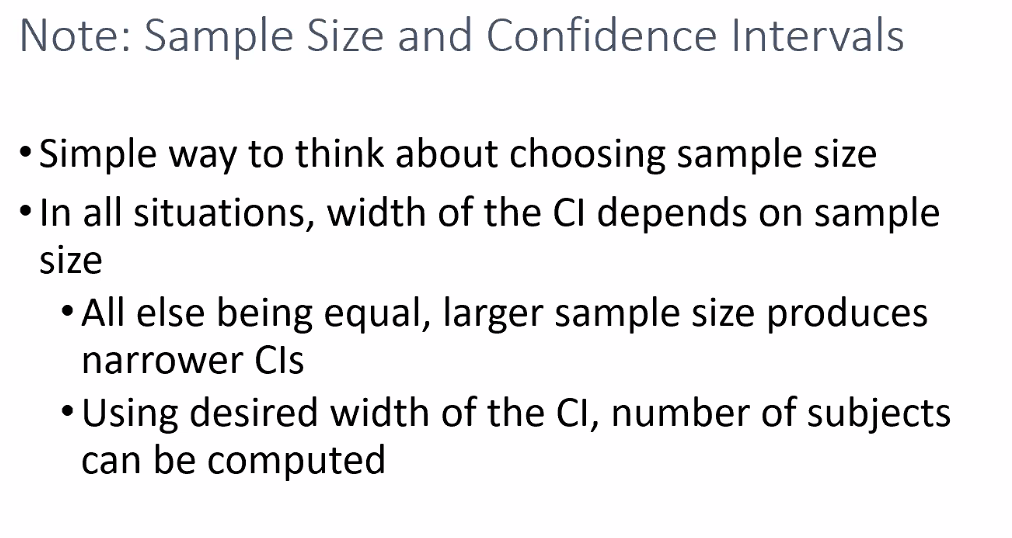 Note: Sample Size and Confidence Intervals
•Simple way to think about choosing sample size
•In all situations, width of the CI depends on sample
size
•All else being equal, larger sample size produces
narrower CIs
•Using desired width of the CI, number of subjects
can be computed